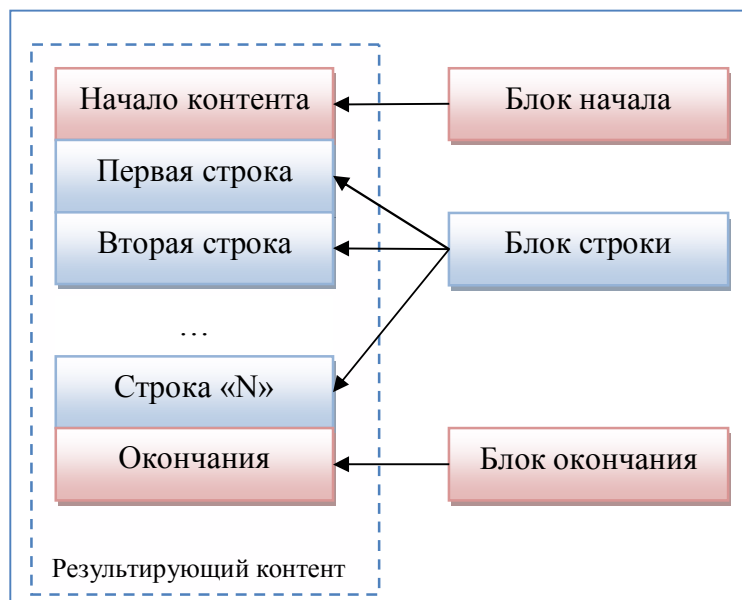 Начало контента
Блок начала
Первая строка
Вторая строка
Блок строки
…
Строка «N»
Окончания
Блок окончания
Результирующий контент